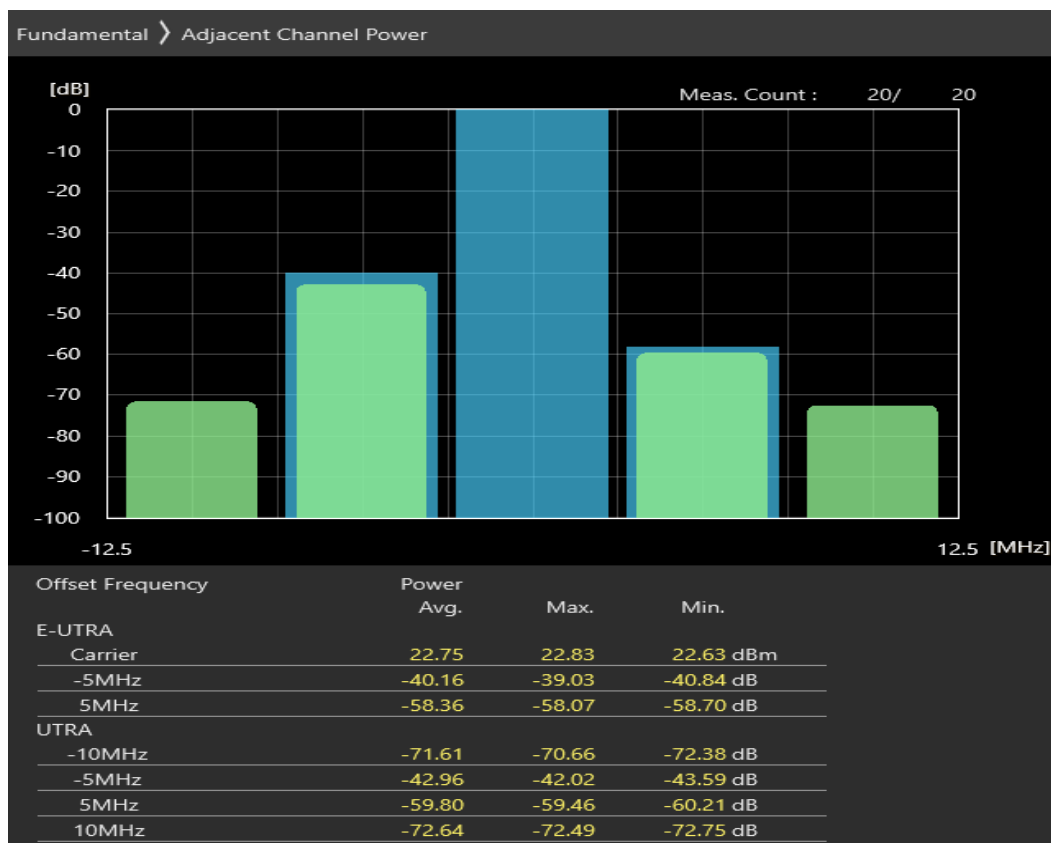 Fundamental 》 Adjacent Channel Power
[dB]
Meas. Count : 20/ 20
0
-10
-20
-30
-40
-50
-60
-70
-80
-90
-100
-12.5 12.5 [MHz]
Offset Frequency Power
Avg. Max. Min.
E-UTRA
Carrier 22.75 22.83 22.63 dBm
-5MHz -40.16 -39.03 -40.84 dB
5MHz -58.36 -58.07 -58.70 dB
UTRA
-10MHz -71.61 -70.66 -72.38 dB
-5MHz -42.96 -42.02 -43.59 dB
5MHz -59.80 -59.46 -60.21 dB
10MHz -72.64 -72.49 -72.75 dB